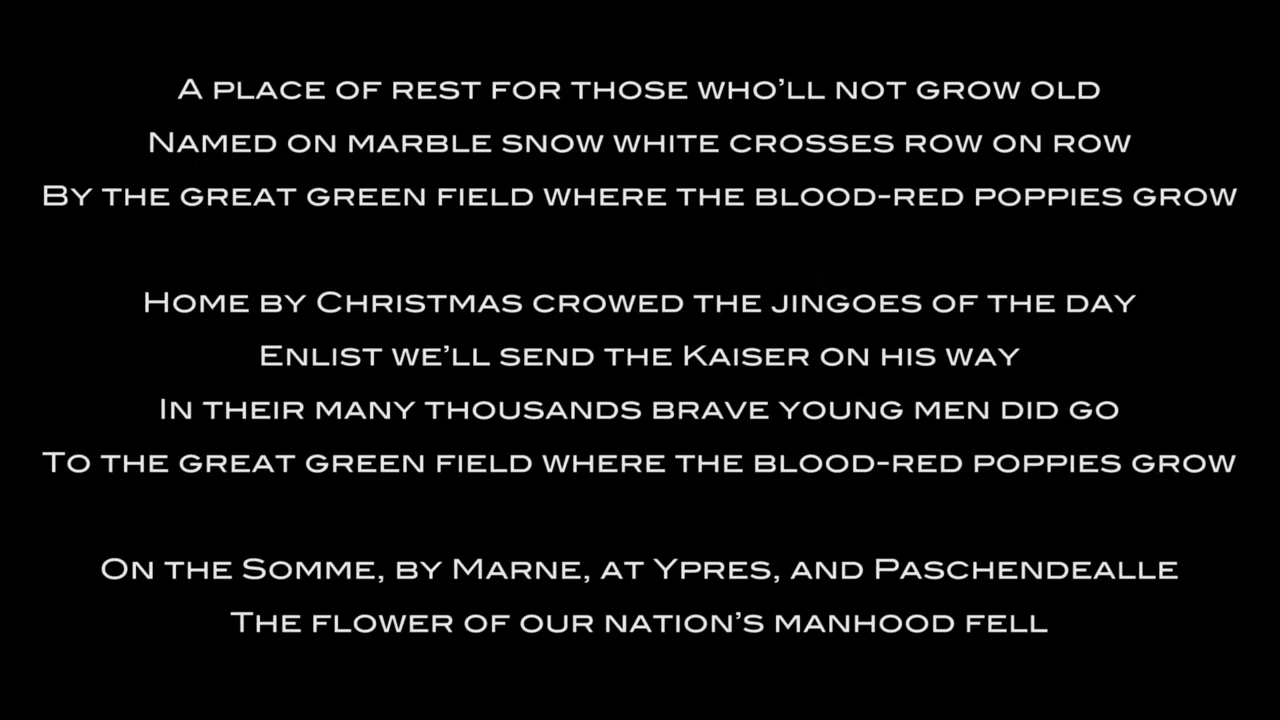 A place of rest for those who'll not grow old
Named on marble snow white crosses row on row
By the great green field where the blood-red poppies grow
Home by Christmas crowed the jingoes of the day
Enlist we'll send the Kaiser on his way
In their many thousands brave young men did go
To the great green field where the blood-red poppies grow
On the Somme, by Marne, at Ypres, and Paschendealle
The flower of our nation's manhood fell